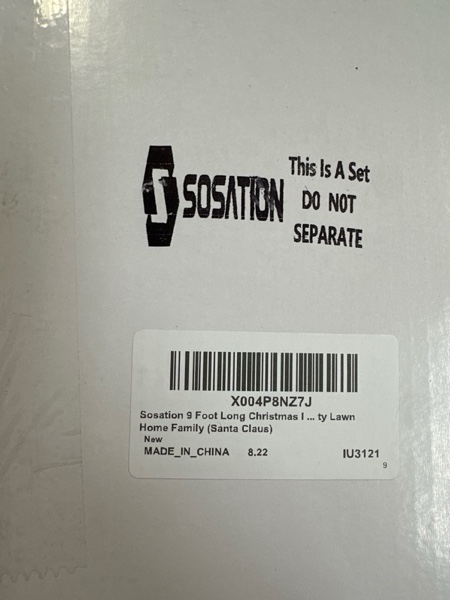 SOSATION
This Is A Set
DO NOT
SEPARATE
X004P8NZ7J
Sosation 9 Foot Long Christmas I ... ty Lawn
Home Family (Santa Claus)
New
MADE_IN_CHINA 8.22 IU3121
9